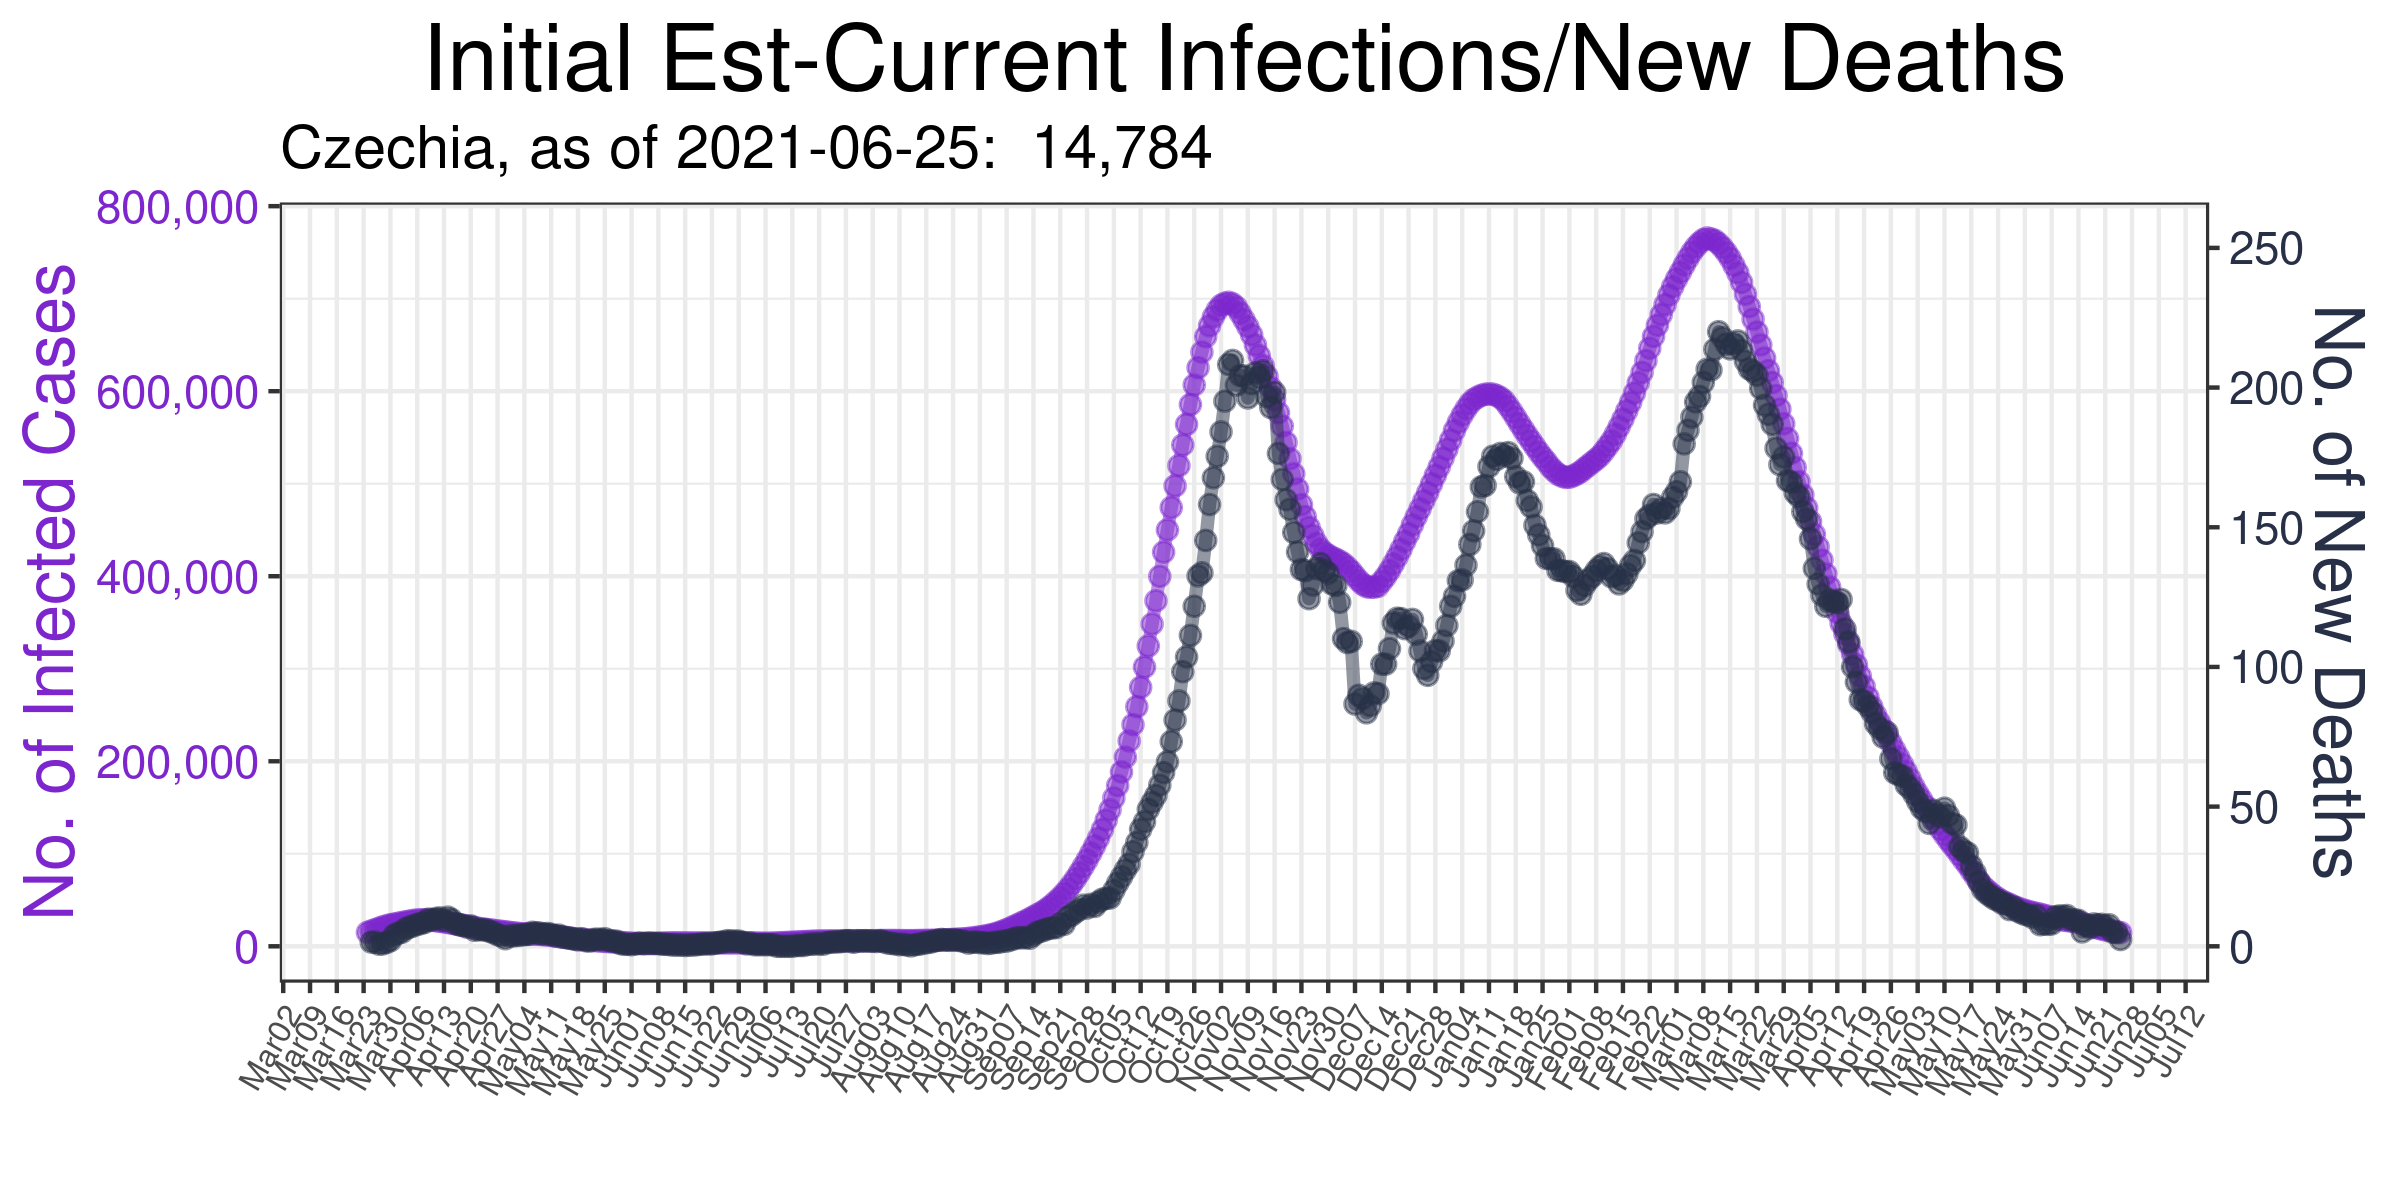 Initial Est-Current Infections/New Deaths
Czechia, as of 2021-06-25: 14,784
No. of Infected Cases
800,000
600,000
400,000
200,000
0
250
200
150
100
50
0
No. of New Deaths
Mar02
Mar09
Mar16
Mar23
Mar30
Apr06
Apr13
Apr20
Apr27
May04
May11
May18
May25
Jun01
Jun08
Jun15
Jun22
Jun29
Jul06
Jul13
Jul20
Jul27
Aug03
Aug10
Aug17
Aug24
Aug31
Sep07
Sep14
Sep21
Sep28
Oct05
Oct12
Oct19
Oct26
Nov02
Nov09
Nov16
Nov23
Nov30
Dec07
Dec14
Dec21
Dec28
Jan04
Jan11
Jan18
Jan25
Feb01
Feb08
Feb15
Feb22
Mar01
Mar08
Mar15
Mar22
Mar29
Apr05
Apr12
Apr19
Apr26
May03
May10
May17
May24
May31
Jun07
Jun14
Jun21
Jun28
Jul05
Jul12